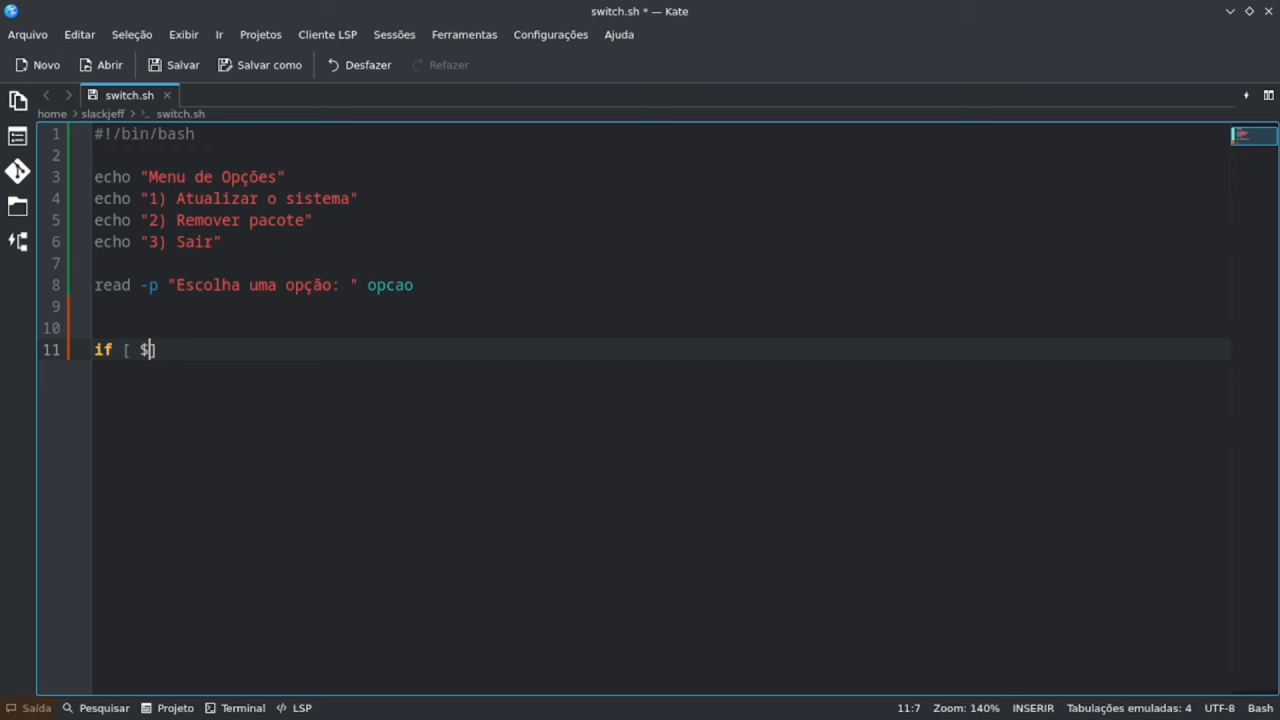 switch.sh * — Kate
Arquivo Editar Seleção Exibir Ir Projetos Cliente LSP Sessões Ferramentas Configurações Ajuda
Novo Abrir Salvar Salvar como Desfazer Refazer
switch.sh
home > slackjeff > switch.sh
1 #!/bin/bash
2
3 echo "Menu de Opções"
4 echo "1) Atualizar o sistema"
5 echo "2) Remover pacote"
6 echo "3) Sair"
7
8 read -p "Escolha uma opção: " opcao
9
10
11 if [ $]
Saída Pesquisar Projeto Terminal LSP 11:7 Zoom: 140% INSERIR Tabulações emuladas: 4 UTF-8 Bash